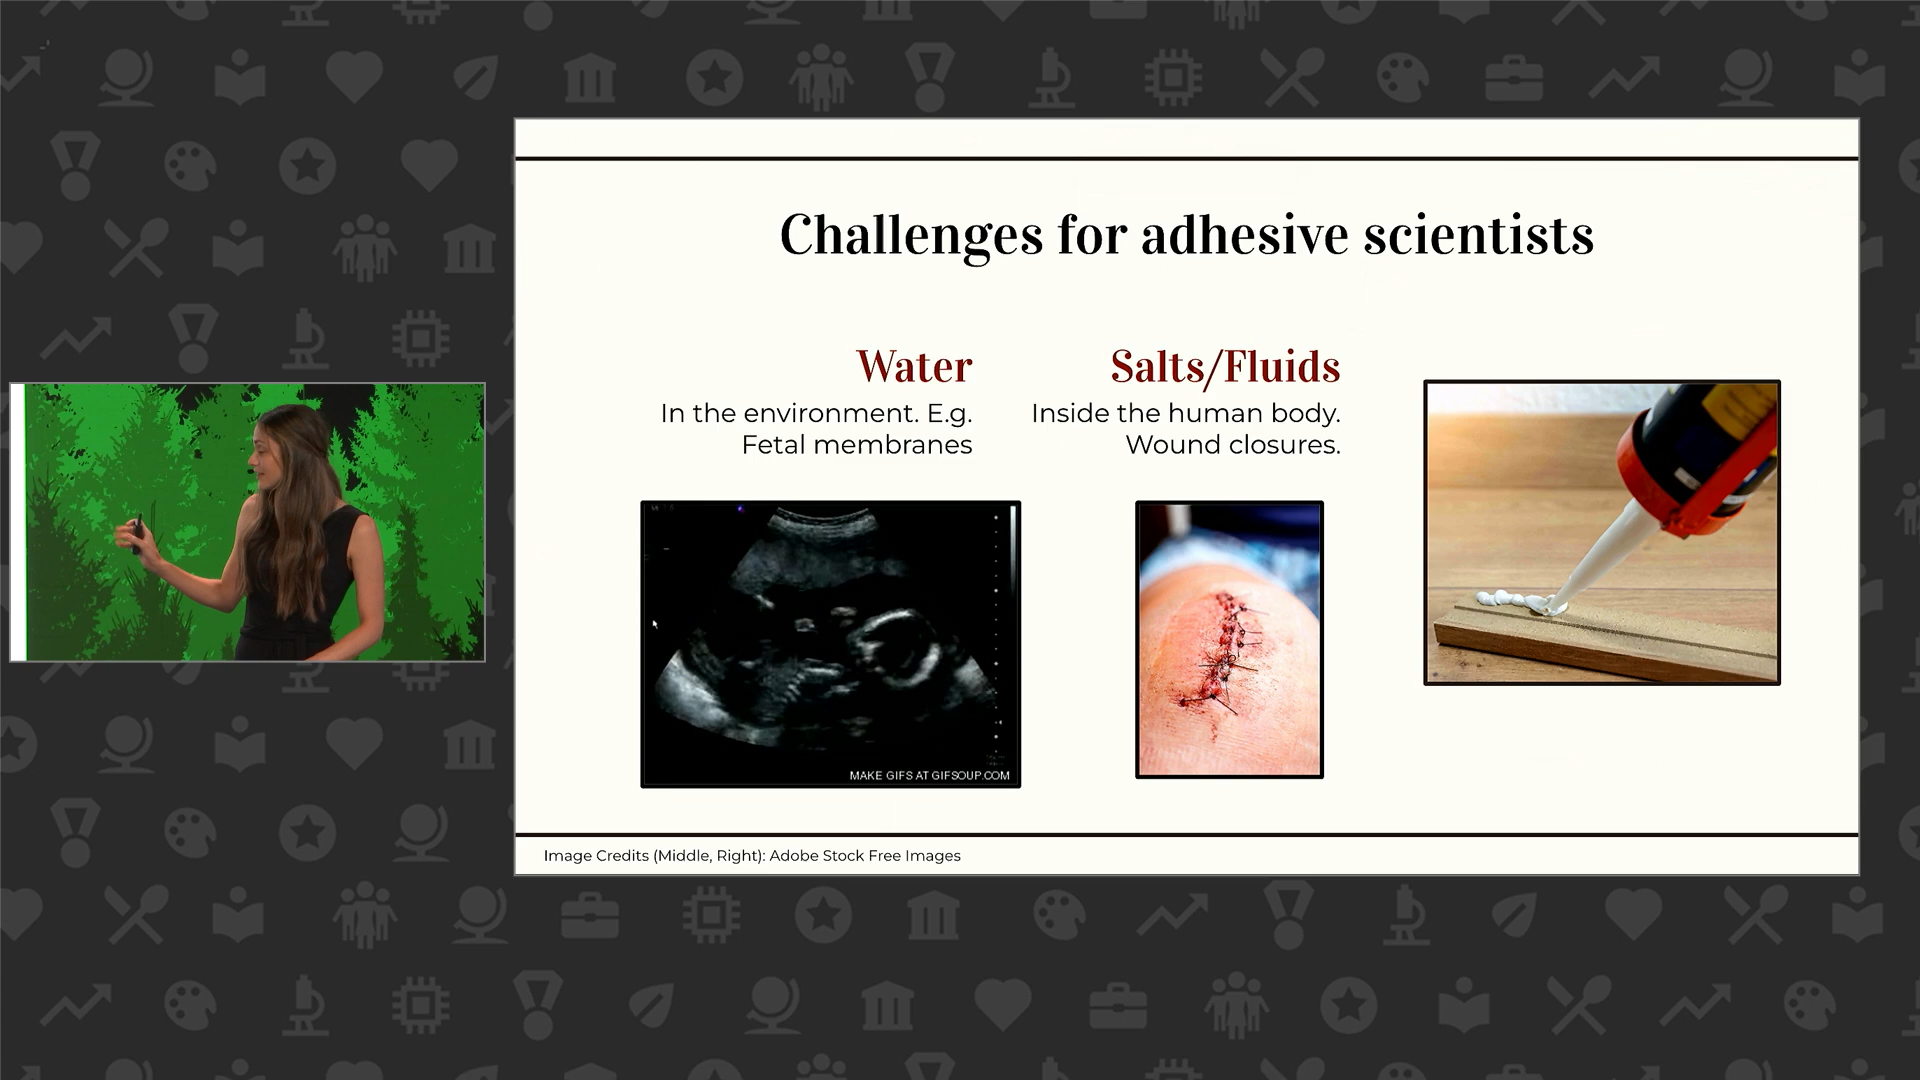 Challenges for adhesive scientists
Water
In the environment. E.g.
Fetal membranes
Salts/Fluids
Inside the human body.
Wound closures.
MAKE GIFS AT GIFSOUP.COM
Image Credits (Middle, Right): Adobe Stock Free Images